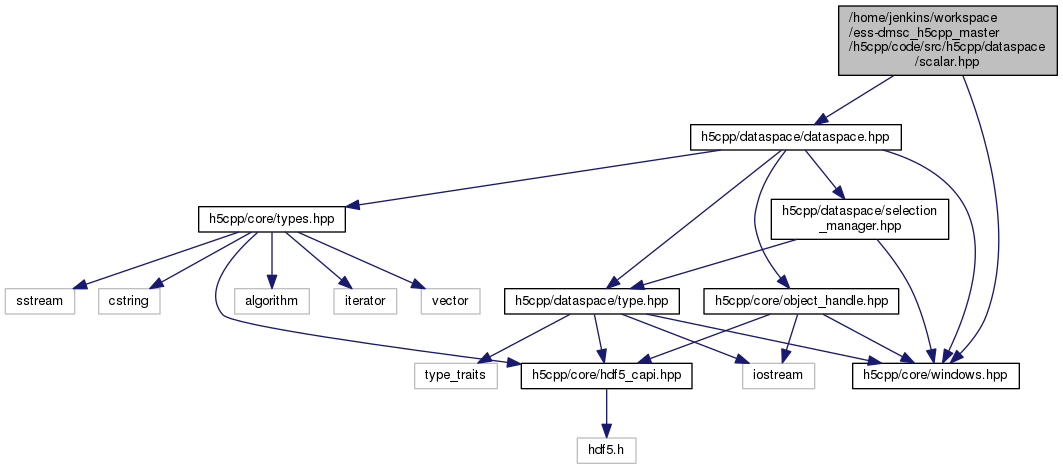 /home/jenkins/workspace
/ess-dmsc_h5cpp_master
/h5cpp/code/src/h5cpp/dataspace
/scalar.hpp
h5cpp/dataspace/dataspace.hpp
h5cpp/core/types.hpp
h5cpp/dataspace/selection
_manager.hpp
sstream
cstring
algorithm
iterator
vector
h5cpp/dataspace/type.hpp
h5cpp/core/object_handle.hpp
type_traits
h5cpp/core/hdf5_capi.hpp
iostream
h5cpp/core/windows.hpp
hdf5.h